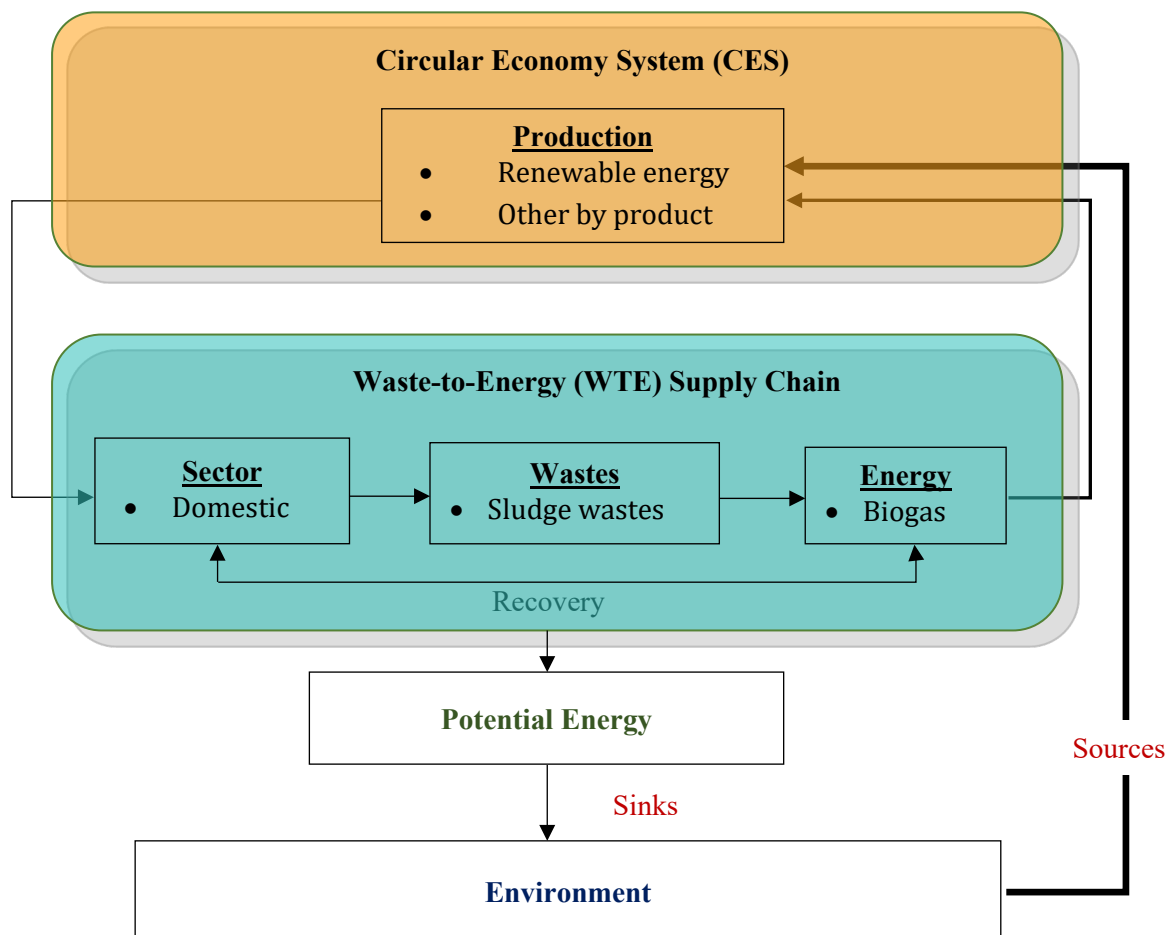 Circular Economy System (CES)
Production
• Renewable energy
• Other by product
Waste-to-Energy (WTE) Supply Chain
Sector
• Domestic
Wastes
• Sludge wastes
Energy
• Biogas
Recovery
Potential Energy
Sources
Sinks
Environment